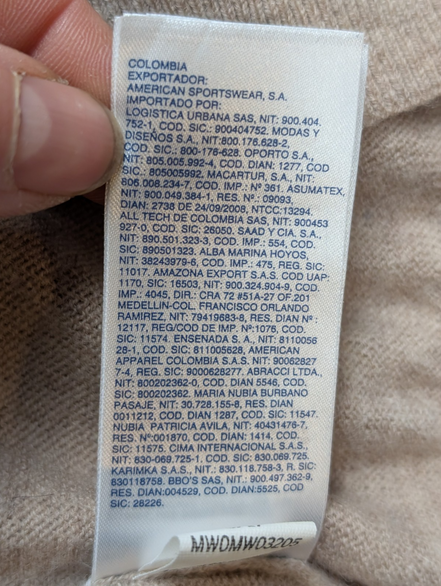 COLOMBIA
EXPORTADOR:
AMERICAN SPORTSWEAR, S.A.
IMPORTADO POR:
LOGISTICA URBANA SAS, NIT: 900.404.
752-1, COD. SIC.: 900404752. MODAS Y
DISEÑOS S.A., NIT:800.176.628-2,
COD. SIC.: 800-176-628. OPORTO S.A.,
NIT: 805.005.992-4, COD. DIAN: 1277, COD
SIC.: 805005992. MACARTUR, S.A., NIT:
806.008.234-7, COD. IMP.: Nº 361. ASUMATEX,
NIT: 900.049.384-1, RES. Nº.: 09093,
DIAN: 2738 DE 24/09/2008, NTCC:13294.
ALL TECH DE COLOMBIA SAS, NIT: 900453
927-0, COD. SIC: 26050. SAAD Y CIA. S.A.,
NIT: 890.501.323-3, COD. IMP.: 554, COD.
SIC: 890501323. ALBA MARINA HOYOS,
NIT: 38243979-6, COD. IMP.: 475, REG. SIC:
11017. AMAZONA EXPORT S.A.S. COD UAP:
1170, SIC: 16503, NIT: 900.324.904-9, COD.
IMP.: 4045, DIR.: CRA 72 #51A-27 OF.201
MEDELLIN-COL. FRANCISCO ORLANDO
RAMIREZ, NIT: 79419683-8, RES. DIAN Nº :
12117, REG/COD DE IMP. Nº:1076, COD.
SIC: 11574. ENSENADA S. A., NIT: 8110056
28-1, COD. SIC: 811005628, AMERICAN
APPAREL COLOMBIA S.A.S. NIT: 90062827
7-4, REG. SIC: 9000628277. ABRACCI LTDA.,
NIT: 800202362-0, COD. DIAN 5546, COD.
SIC: 800202362. MARIA NUBIA BURBANO
PASAJE, NIT: 30.728.155-8, RES. DIAN
0011212, COD. DIAN 1287, COD. SIC: 11547.
NUBIA PATRICIA AVILA, NIT: 40431476-7,
RES. Nº:001870, COD. DIAN: 1414, COD.
SIC: 11575. CIMA INTERNACIONAL S.A.S.,
NIT: 830-069.725-1. COD. SIC: 830.069.725.
KARIMKA S.A.S., NIT.: 830.118.758-3, R. SIC:
830118758. BBO'S SAS, NIT.: 900.497.362-9,
RES. DIAN:004529, COD. DIAN:5525, COD
SIC: 28226.
MW0MW03205